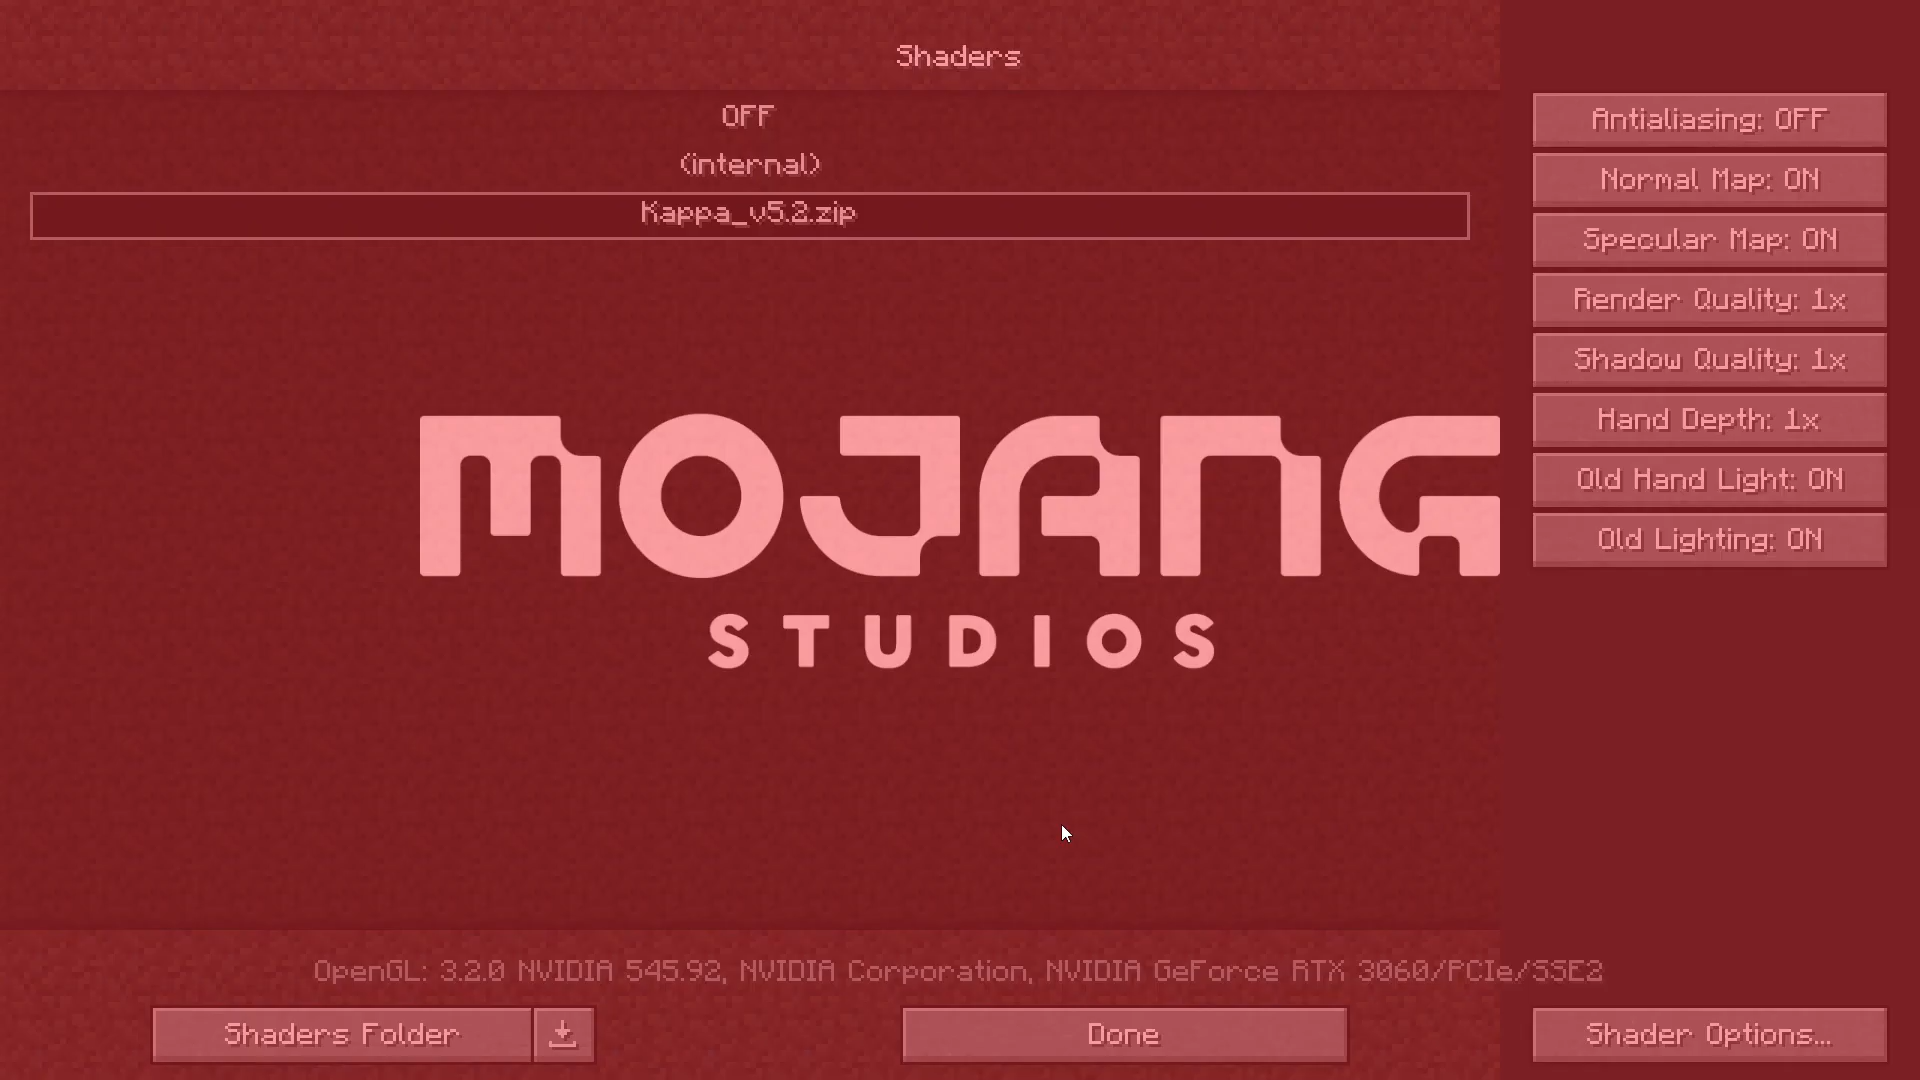 Shaders
OFF
(internal)
Kappa_v5.2.zip
Antialiasing: OFF
Normal Map: ON
Specular Map: ON
Render Quality: 1x
Shadow Quality: 1x
Hand Depth: 1x
Old Hand Light: ON
Old Lighting: ON
MOJANG
STUDIOS
OpenGL: 3.2.0 NVIDIA 545.92, NVIDIA Corporation, NVIDIA GeForce RTX 3060/PCIe/SSE2
Shaders Folder
Done
Shader Options...